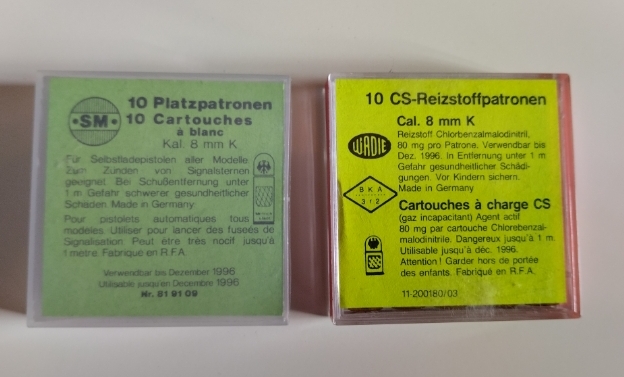 SM
10 Platzpatronen
10 Cartouches
à blanc
Kal. 8 mm K
Für Selbstladepistolen aller Modelle.
Zum Zünden von Signalsternen
geeignet. Bei Schußentfernung unter
1 m Gefahr schwerer gesundheitlicher
Schäden. Made in Germany.
Pour pistolets automatiques tous
modèles. Utiliser pour lancer des fusées de
Signalisation. Peut être très nocif jusqu'à
1 metre. Fabriqué en R.F.A.
Verwendbar bis Dezember 1996
Utilisable jusqu'en Decembre 1996
Nr. 81 91 09
10 CS-Reizstoffpatronen
Cal. 8 mm K
WADIE
Reizstoff Chlorbenzalmalodinitril,
80 mg pro Patrone. Verwendbar bis
Dez. 1996. In Entfernung unter 1 m
Gefahr gesundheitlicher Schädi-
gungen. Vor Kindern sichern.
Made in Germany
BKA
312
Cartouches à charge CS
(gaz incapacitant) Agent actif
80 mg par cartouche Chlorebenzal-
malodinitrile. Dangereux jusqu'à 1 m.
Utilisable jusqu'à déc. 1996.
Attention! Garder hors de portée
des enfants. Fabriqué en R.F.A.
11-200180/03